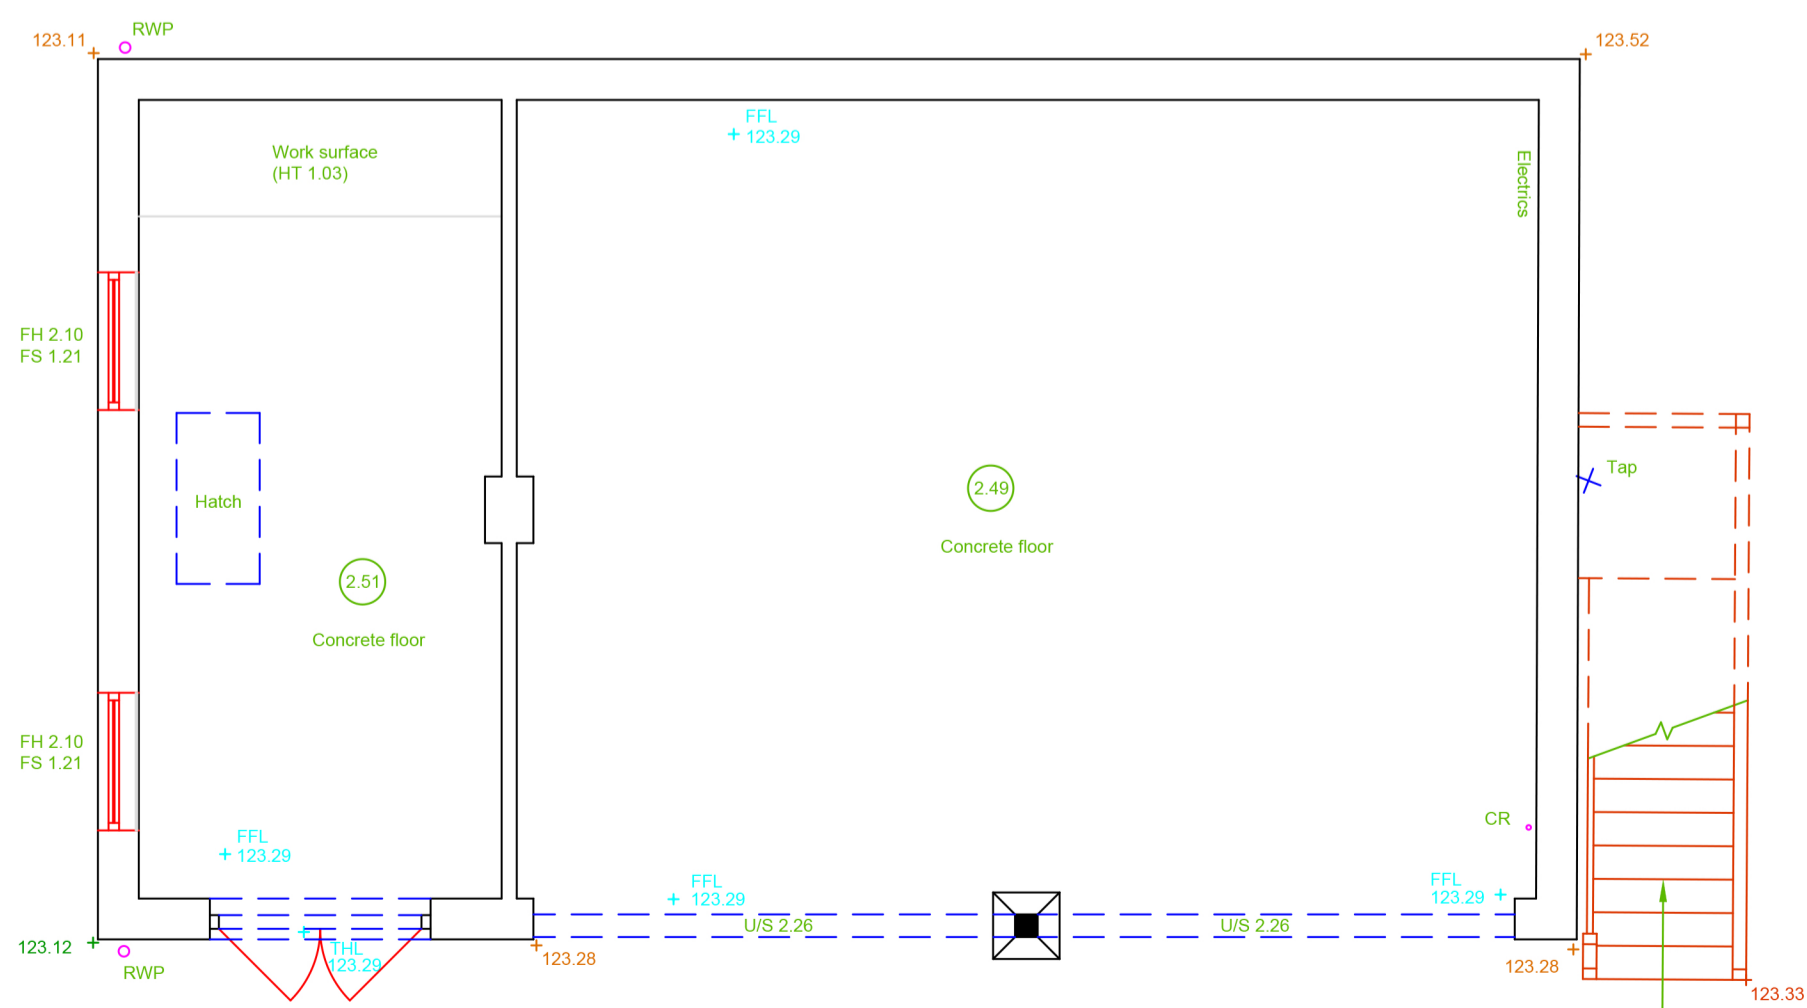 RWP
123.11
123.52
FFL
123.29
Work surface
(HT 1.03)
Electrics
FH 2.10
FS 1.21
Tap
Hatch
2.49
Concrete floor
2.51
Concrete floor
FH 2.10
FS 1.21
CR
FFL
123.29
FFL
123.29
FFL
123.29
U/S 2.26
U/S 2.26
123.12
THL
123.29
123.28
123.28
RWP
123.33